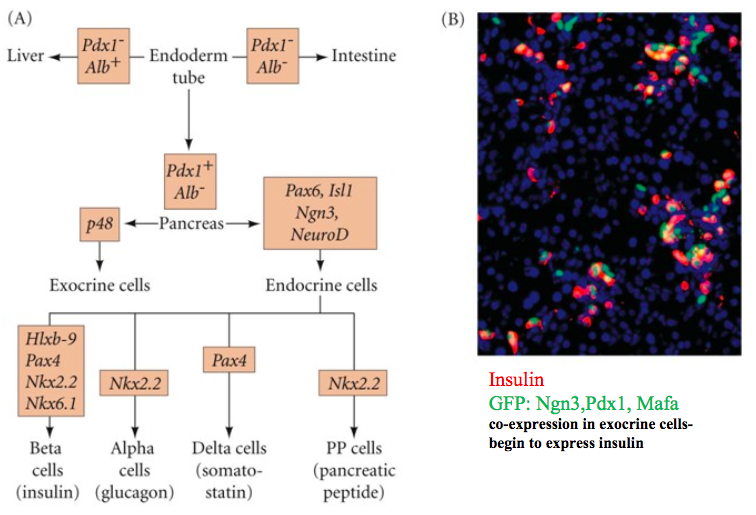 (A)
Pdx1⁻
Alb⁺
Pdx1⁻
Alb⁻
Liver
Endoderm
tube
Intestine
Pdx1⁺
Alb⁻
Pax6, Isl1
Ngn3,
NeuroD
p48
Pancreas
Exocrine cells
Endocrine cells
Hlxb-9
Pax4
Nkx2.2
Nkx6.1
Nkx2.2
Pax4
Nkx2.2
Beta
cells
(insulin)
Alpha
cells
(glucagon)
Delta cells
(somato-
statin)
PP cells
(pancreatic
peptide)
(B)
Insulin
GFP: Ngn3,Pdx1, Mafa
co-expression in exocrine cells-
begin to express insulin